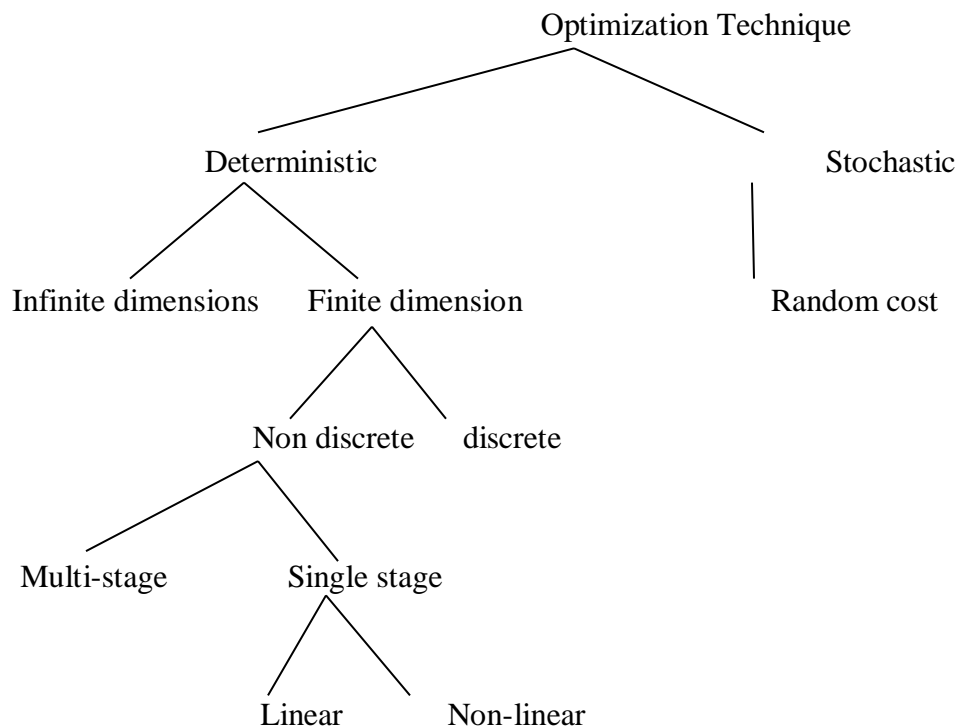 Optimization Technique
Deterministic
Stochastic
Infinite dimensions
Finite dimension
Random cost
Non discrete
discrete
Multi-stage
Single stage
Linear
Non-linear